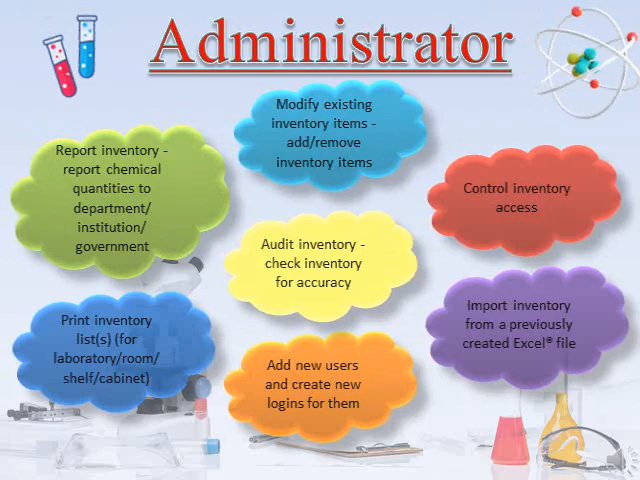 Administrator
Modify existing
inventory items -
add/remove
inventory items
Report inventory -
report chemical
quantities to
department/
institution/
government
Control inventory
access
Audit inventory -
check inventory
for accuracy
Import inventory
from a previously
created Excel® file
Print inventory
list(s) (for
laboratory/room/
shelf/cabinet)
Add new users
and create new
logins for them